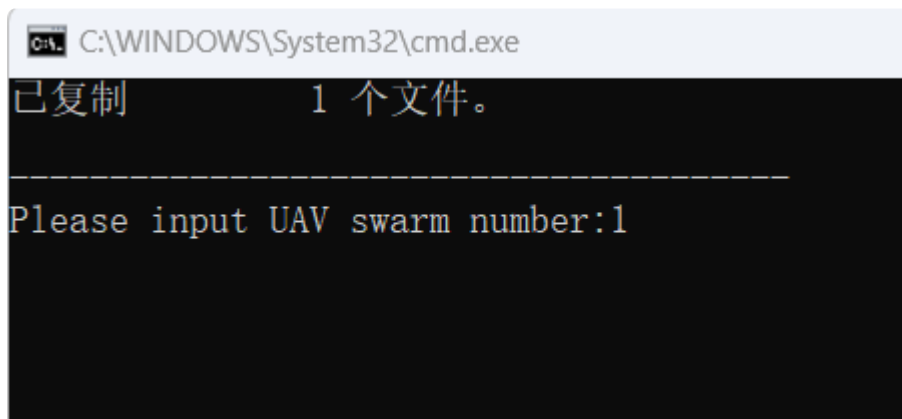 C:\WINDOWS\System32\cmd.exe
已复制         1 个文件。
---------------------------------------
Please input UAV swarm number:1